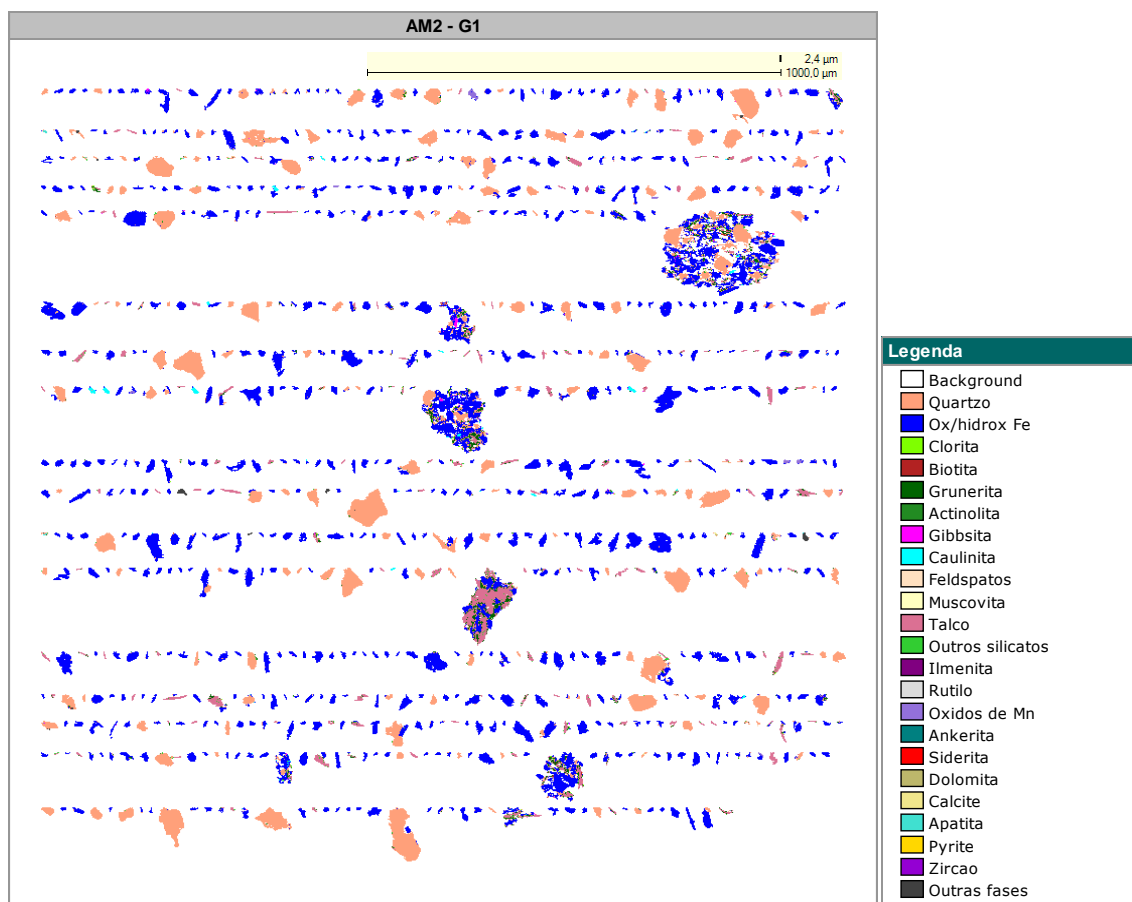 AM2 - G1
2,4 µm
1000,0 µm
Legenda
Background
Quartzo
Ox/hidrox Fe
Clorita
Biotita
Grunerita
Actinolita
Gibbsita
Caulinita
Feldspatos
Muscovita
Talco
Outros silicatos
Ilmenita
Rutilo
Oxidos de Mn
Ankerita
Siderita
Dolomita
Calcite
Apatita
Pyrite
Zircao
Outras fases